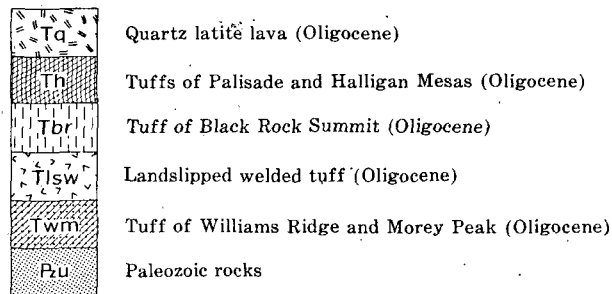 Tq Quartz latite lava (Oligocene)
Th Tuffs of Palisade and Halligan Mesas (Oligocene)
Tbr Tuff of Black Rock Summit (Oligocene)
Tlsw Landslipped welded tuff (Oligocene)
Twm Tuff of Williams Ridge and Morey Peak (Oligocene)
Pzu Paleozoic rocks